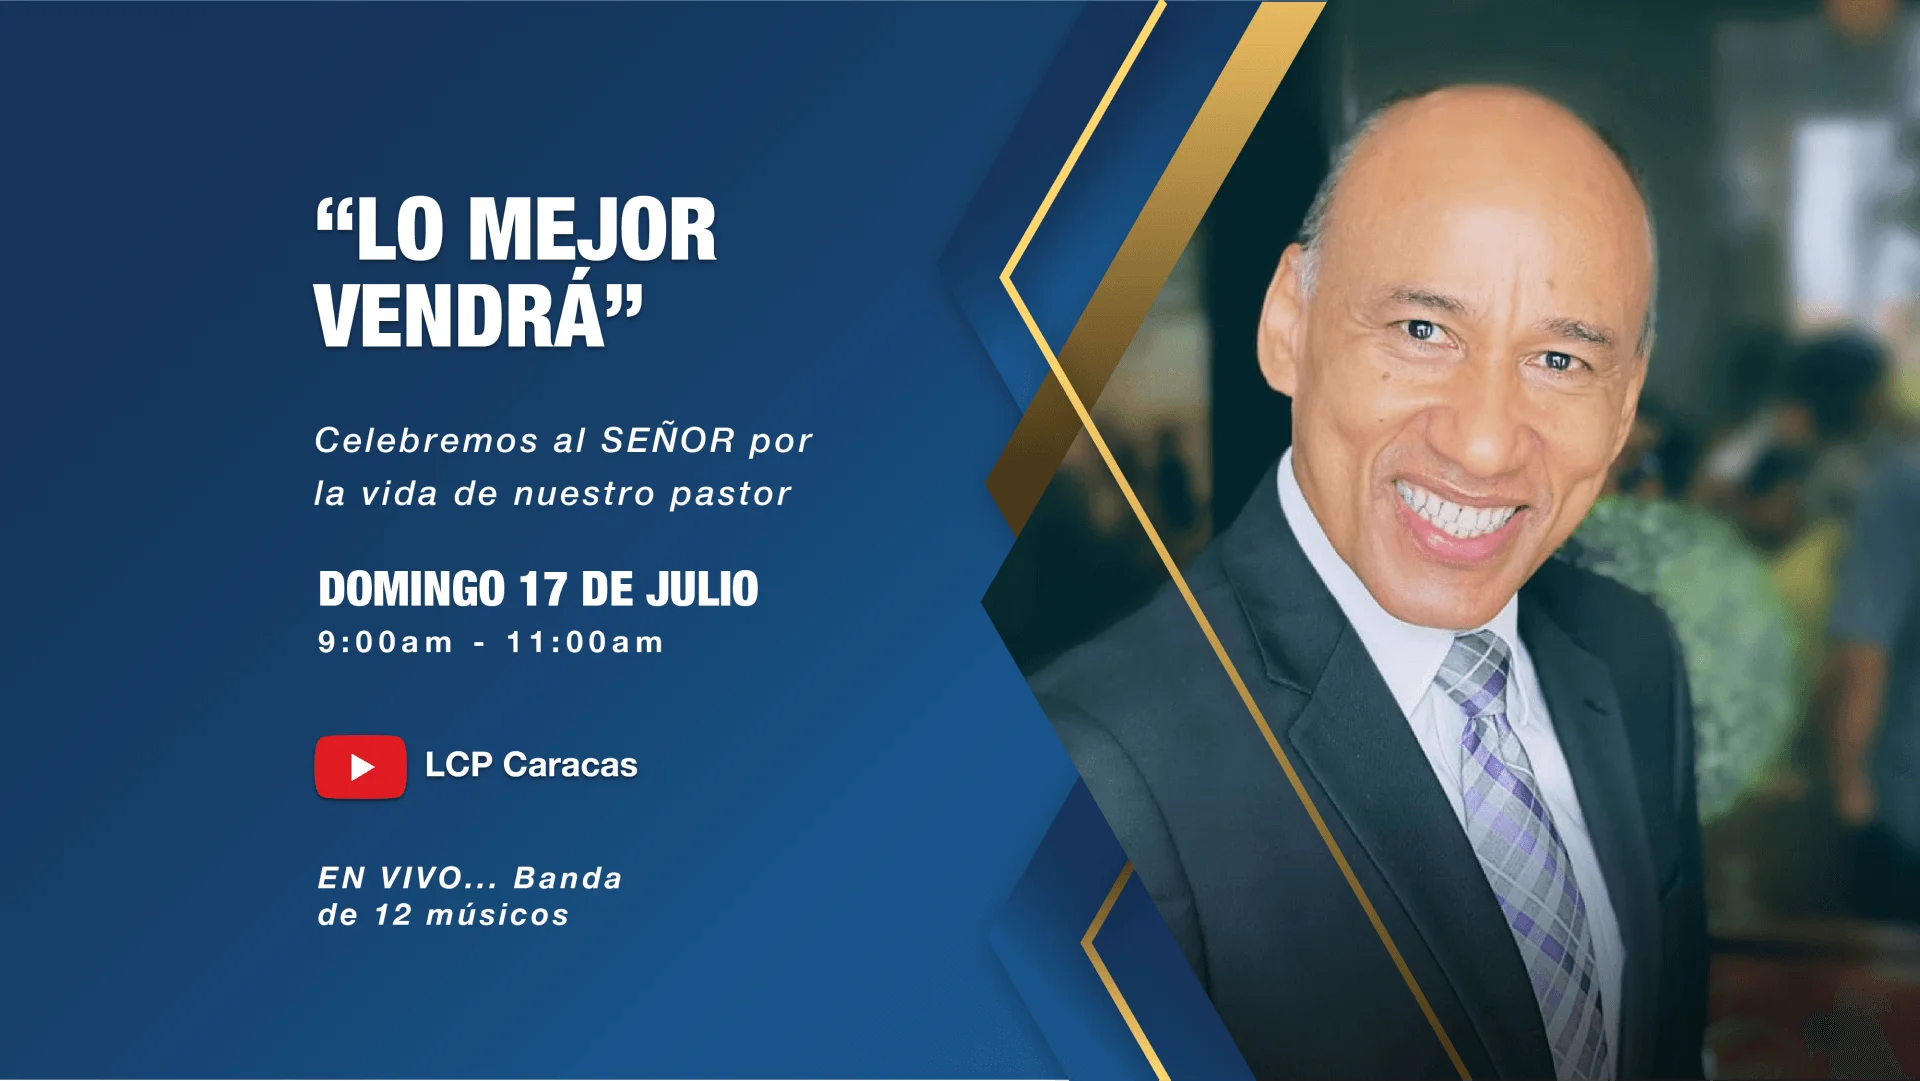 “LO MEJOR
VENDRÁ”
Celebremos al SEÑOR por
la vida de nuestro pastor
DOMINGO 17 DE JULIO
9:00am - 11:00am
LCP Caracas
EN VIVO... Banda
de 12 músicos